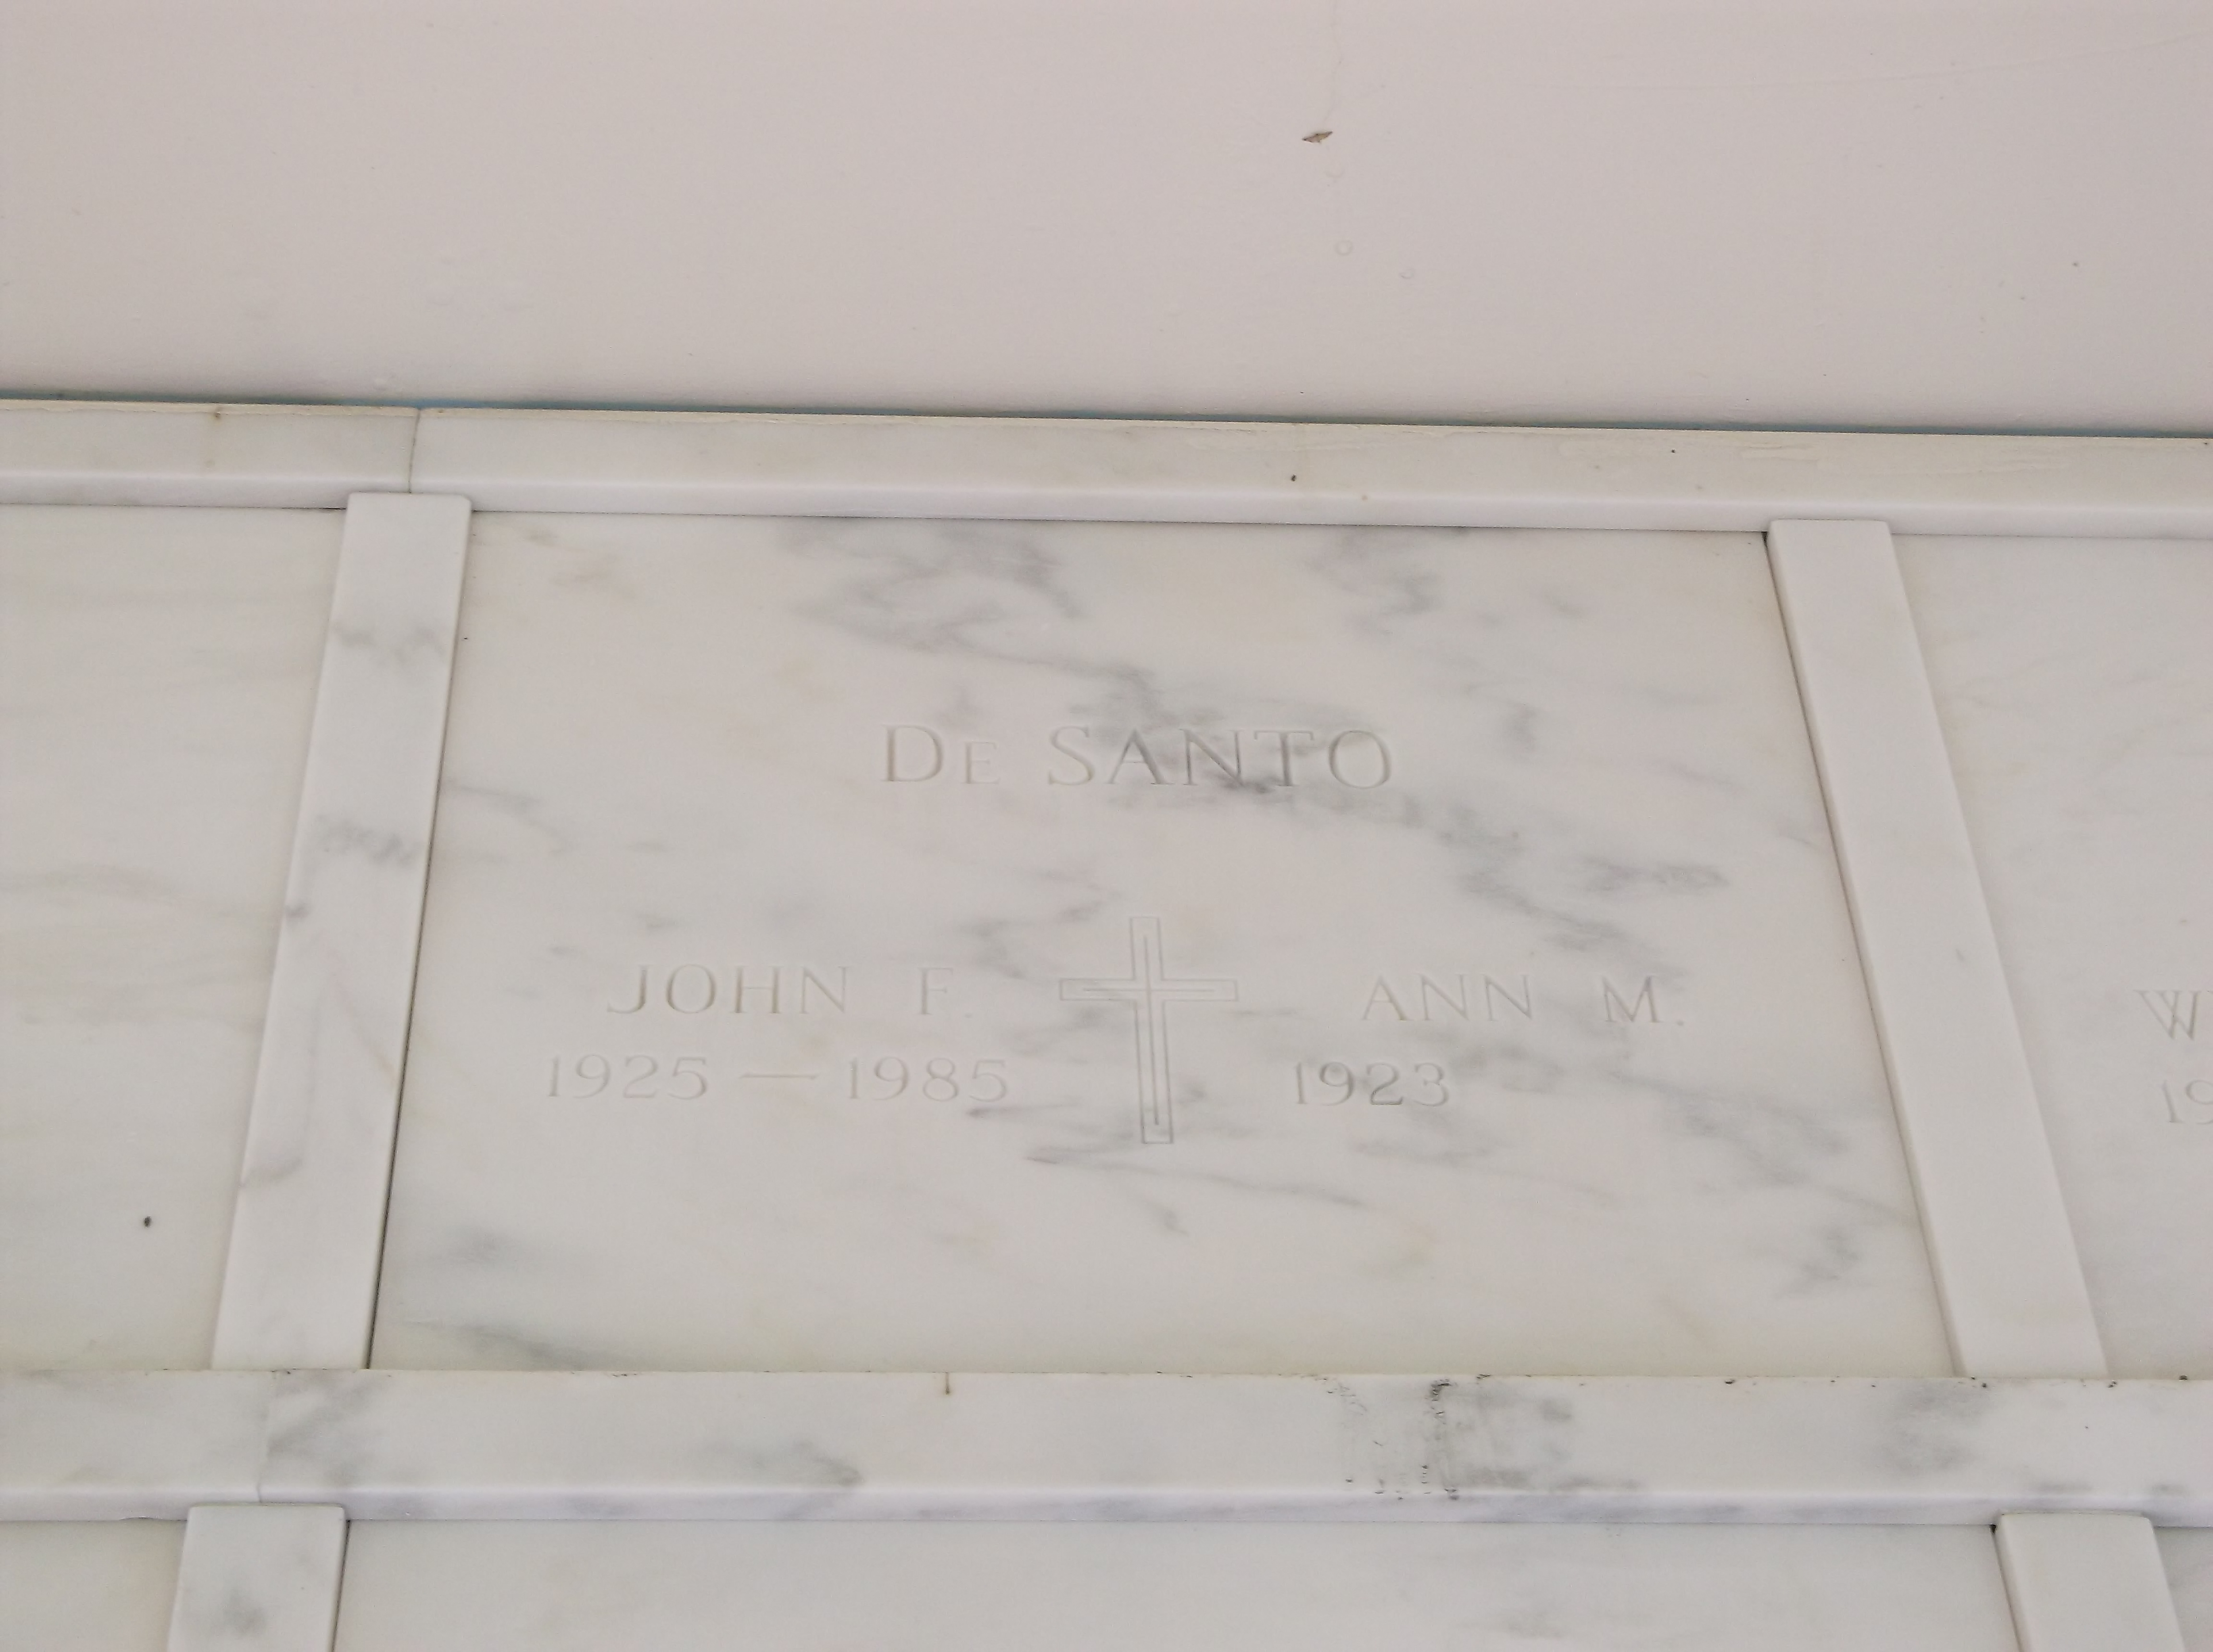 DE SANTO
JOHN F.
1925 — 1985
ANN M.
1923